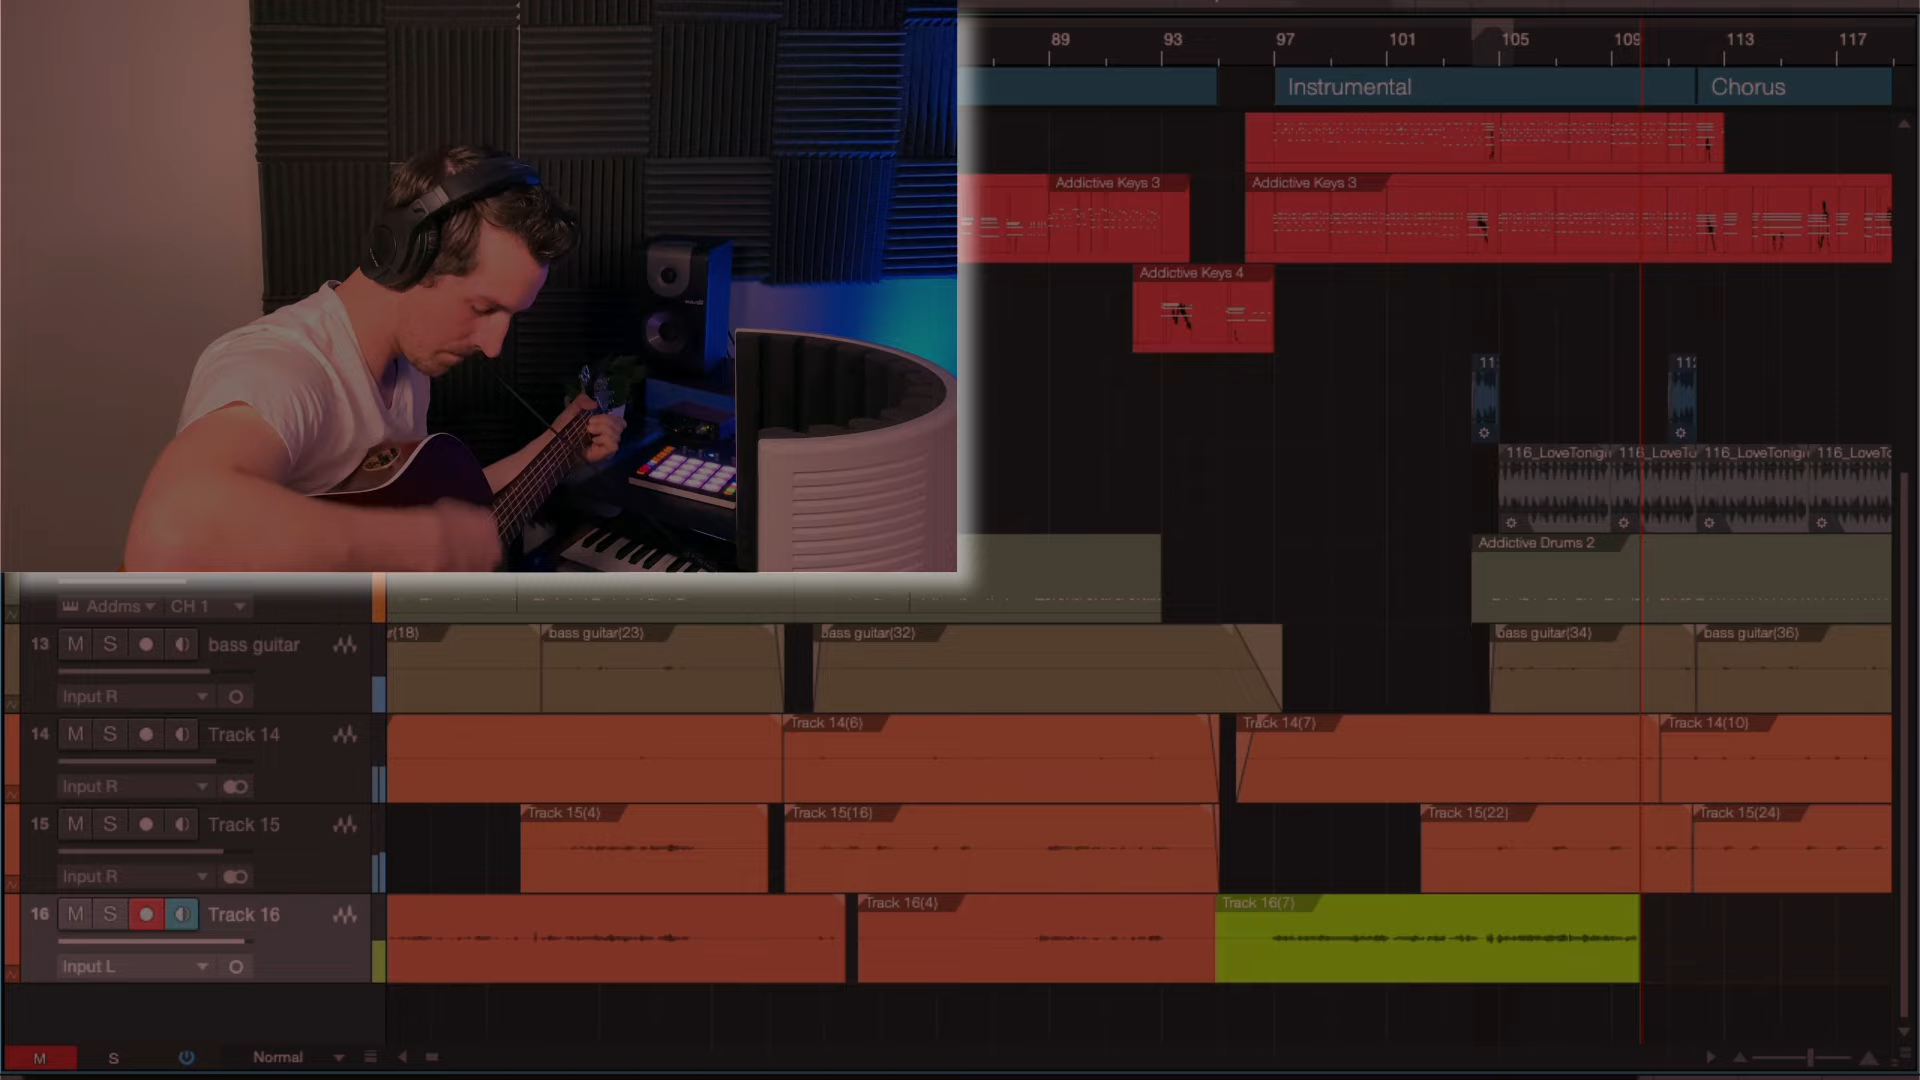 89 93 97 101 105 109 113 117
Instrumental Chorus
Addictive Keys 3 Addictive Keys 3
Addictive Keys 4
11 11
116_LoveTonigh 116_LoveTo 116_LoveTonigh 116_LoveTo
Addictive Drums 2
Addms CH 1
13 M S bass guitar r(18) bass guitar(23) bass guitar(32) bass guitar(34) bass guitar(36)
Input R
14 M S Track 14 Track 14(6) Track 14(7) Track 14(10)
Input R
15 M S Track 15 Track 15(4) Track 15(16) Track 15(22) Track 15(24)
Input R
16 M S Track 16 Track 16(4) Track 16(7)
Input L
M S Normal